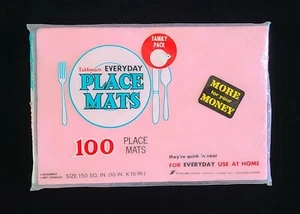 FAMILY
PACK
Tablemate EVERYDAY
PLACE
MATS
MORE
for your
MONEY
100 PLACE
MATS
they're quick 'n neat
FOR EVERYDAY USE AT HOME
SIZE 150 SQ. IN. (10 IN. X 15 IN.)